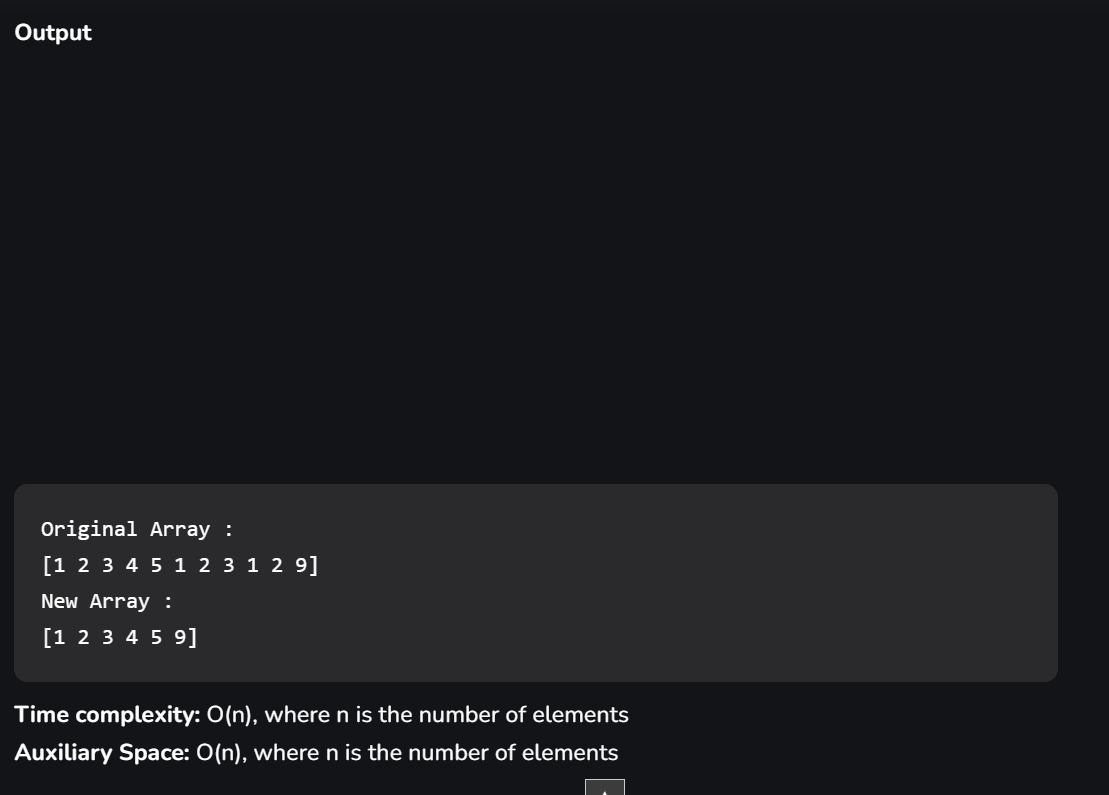 Output
Original Array :
[1 2 3 4 5 1 2 3 1 2 9]
New Array :
[1 2 3 4 5 9]
Time complexity: O(n), where n is the number of elements
Auxiliary Space: O(n), where n is the number of elements